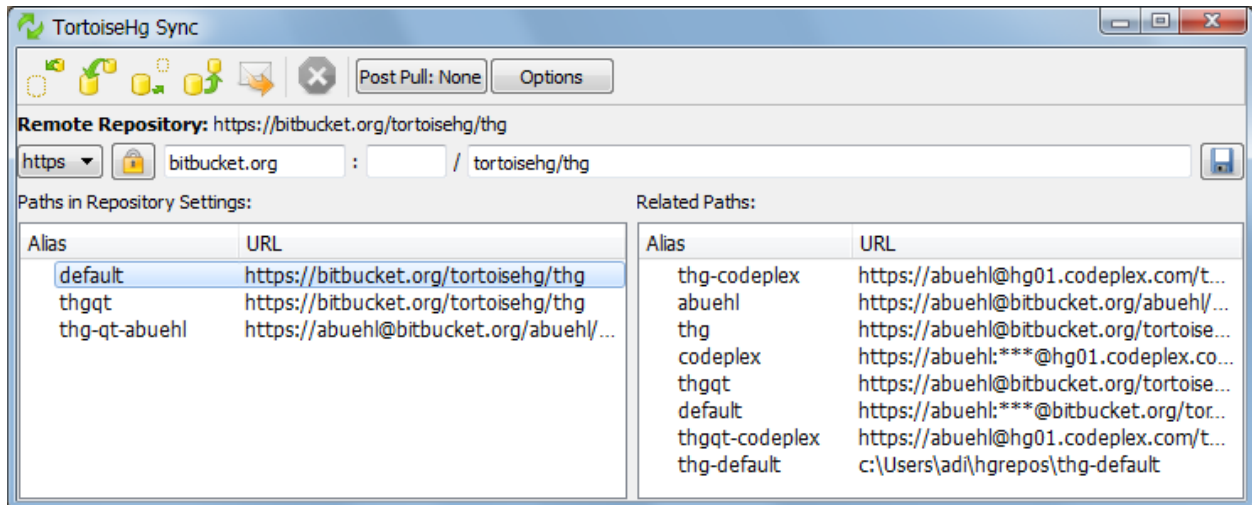 TortoiseHg Sync
Post Pull: None Options
Remote Repository: https://bitbucket.org/tortoisehg/thg
https bitbucket.org : / tortoisehg/thg
Paths in Repository Settings:
Alias URL
default https://bitbucket.org/tortoisehg/thg
thgqt https://bitbucket.org/tortoisehg/thg
thg-qt-abuehl https://abuehl@bitbucket.org/abuehl/...
Related Paths:
Alias URL
thg-codeplex https://abuehl@hg01.codeplex.com/t...
abuehl https://abuehl@bitbucket.org/abuehl/...
thg https://abuehl@bitbucket.org/tortoise...
codeplex https://abuehl:***@hg01.codeplex.co...
thgqt https://abuehl@bitbucket.org/tortoise...
default https://abuehl:***@bitbucket.org/tor...
thgqt-codeplex https://abuehl@hg01.codeplex.com/t...
thg-default c:\Users\adi\hgrepos\thg-default